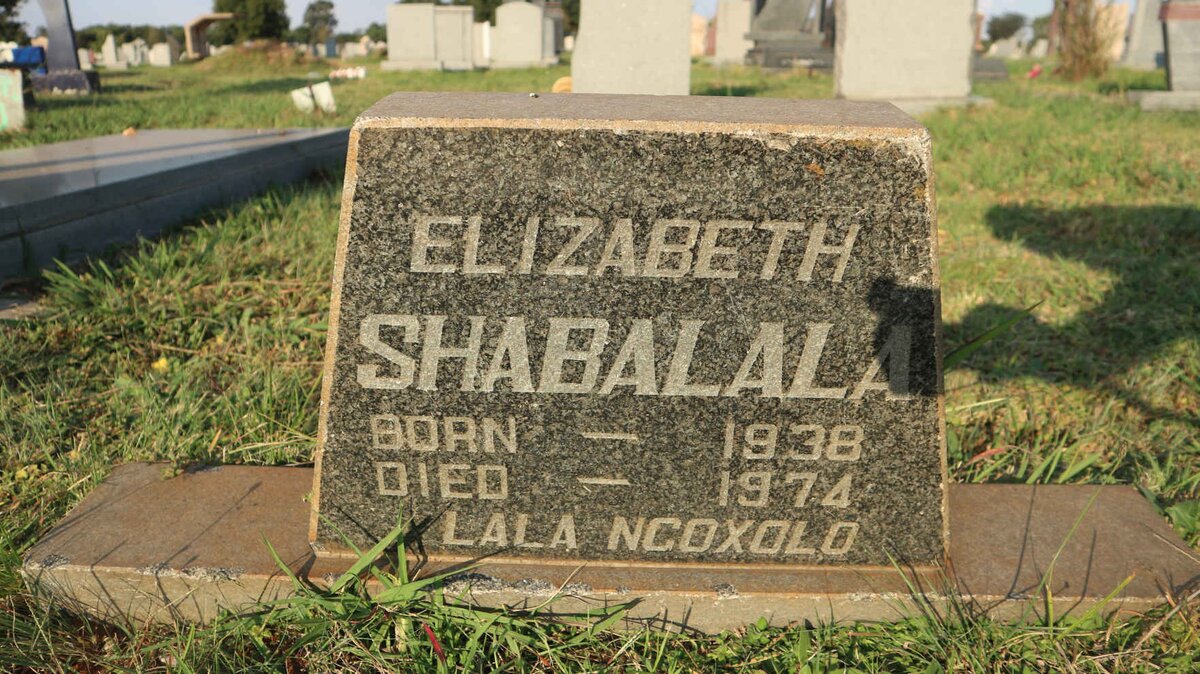 ELIZABETH
SHABALALA
BORN — 1938
DIED — 1974
LALA NCOXOLO